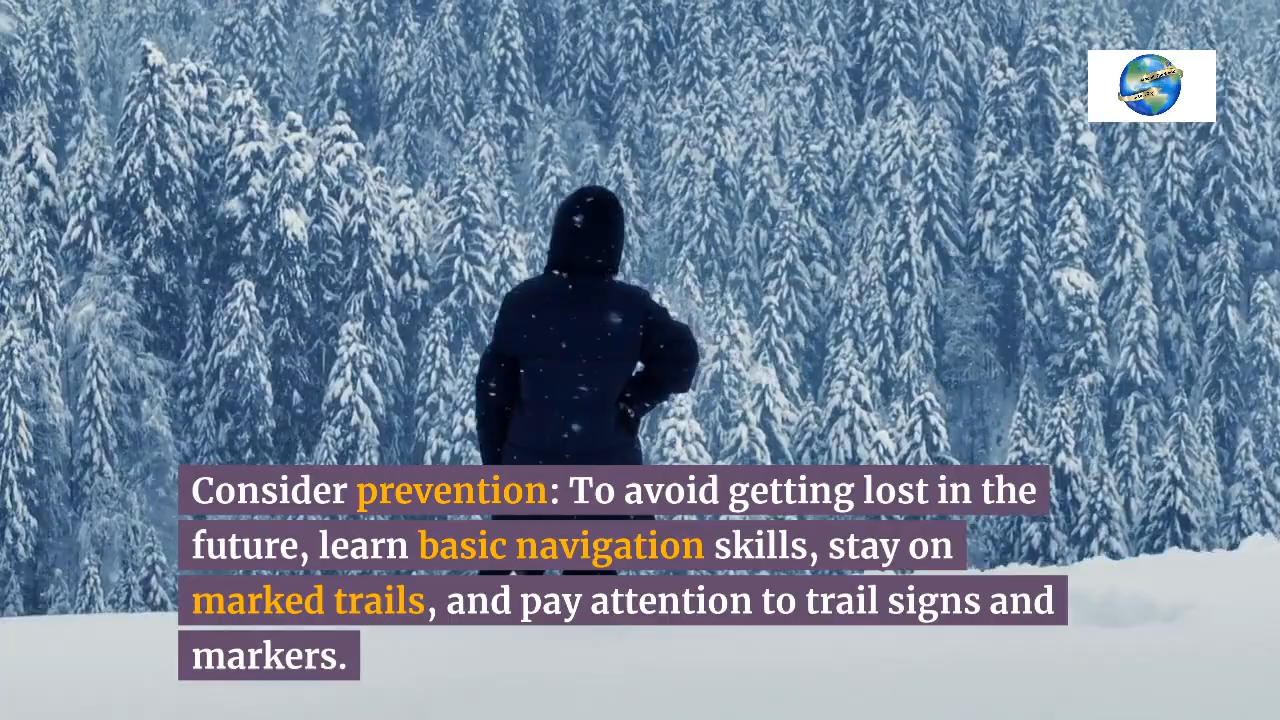 Consider prevention: To avoid getting lost in the
future, learn basic navigation skills, stay on
marked trails, and pay attention to trail signs and
markers.